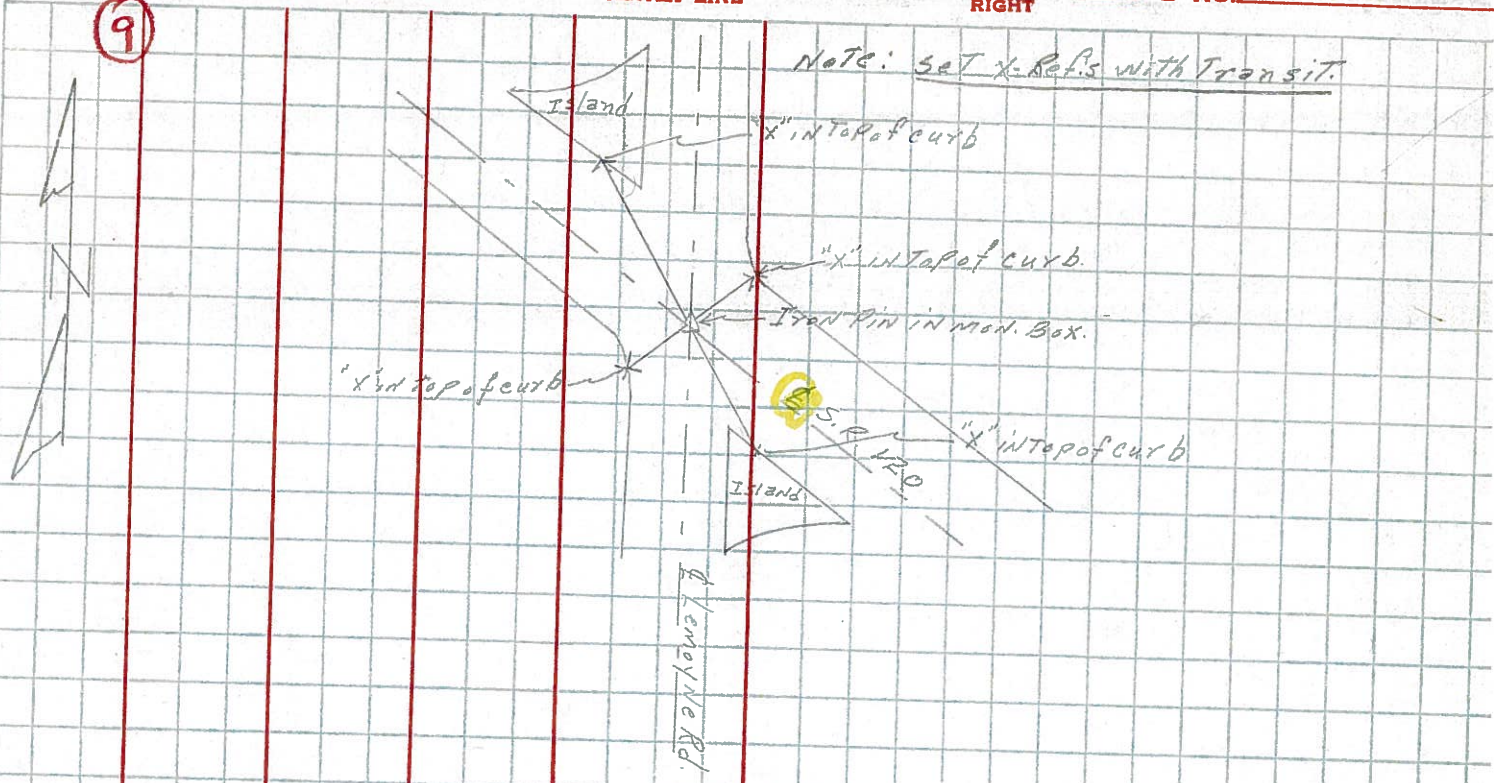 RIGHT
9
Note: Set X-Refs with Transit.
Island
"X" in Top of curb
N
"X" in Top of curb.
Iron Pin in Mon. Box.
"X" in Top of curb
℄ S.R. 120
"X" in Top of curb
Island
℄ Lemoyne Rd.